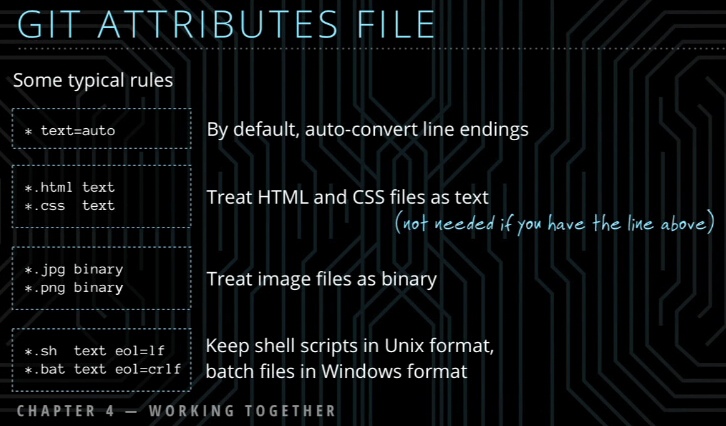 GIT ATTRIBUTES FILE
Some typical rules
* text=auto
By default, auto-convert line endings
*.html text
*.css  text
Treat HTML and CSS files as text
(not needed if you have the line above)
*.jpg binary
*.png binary
Treat image files as binary
*.sh  text eol=lf
*.bat text eol=crlf
Keep shell scripts in Unix format,
batch files in Windows format
CHAPTER 4 — WORKING TOGETHER